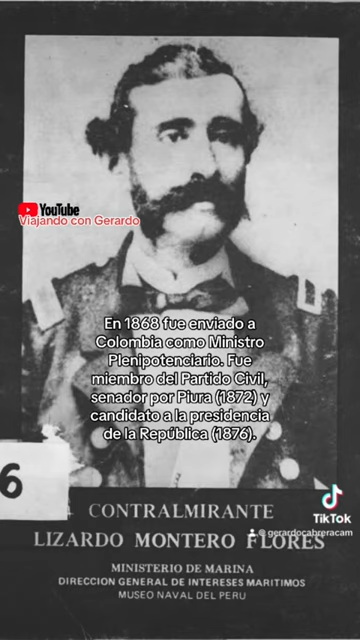 YouTube
Viajando con Gerardo
En 1868 fue enviado a
Colombia como Ministro
Plenipotenciario. Fue
miembro del Partido Civil,
senador por Piura (1872) y
candidato a la presidencia
de la República (1876).
6
CONTRALMIRANTE
TikTok
LIZARDO MONTERO FLORES
@ gerardocabreracam
MINISTERIO DE MARINA
DIRECCION GENERAL DE INTERESES MARITIMOS
MUSEO NAVAL DEL PERU